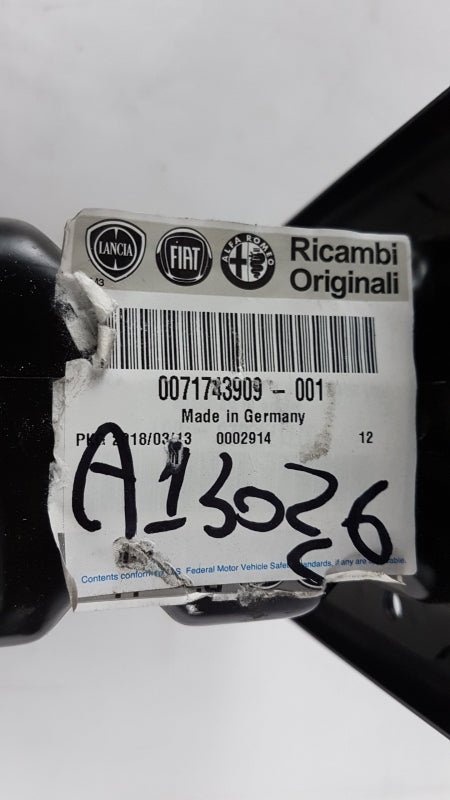 LANCIA FIAT ALFA ROMEO Ricambi
Originali
0071743909 - 001
Made in Germany
2018/03/13 0002914 12
Contents conform U.S. Federal Motor Vehicle Safety Standards, if any are applicable.